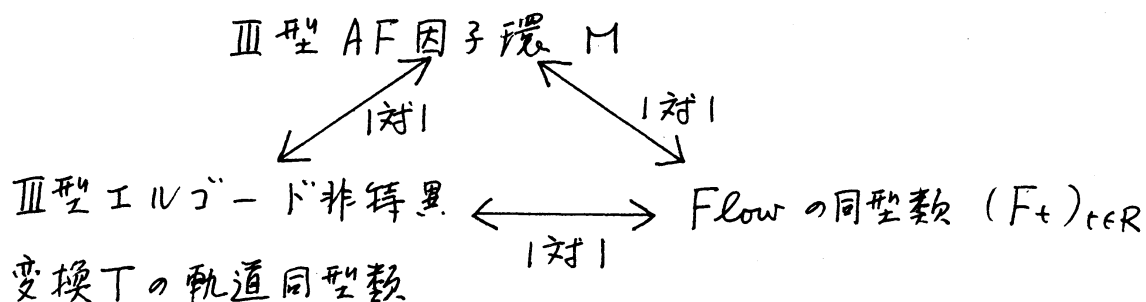 III型 AF因子環 M
1対1
1対1
III型エルゴード非特異
Flowの同型類 (Ft)t∈R
1対1
変換Tの軌道同型類